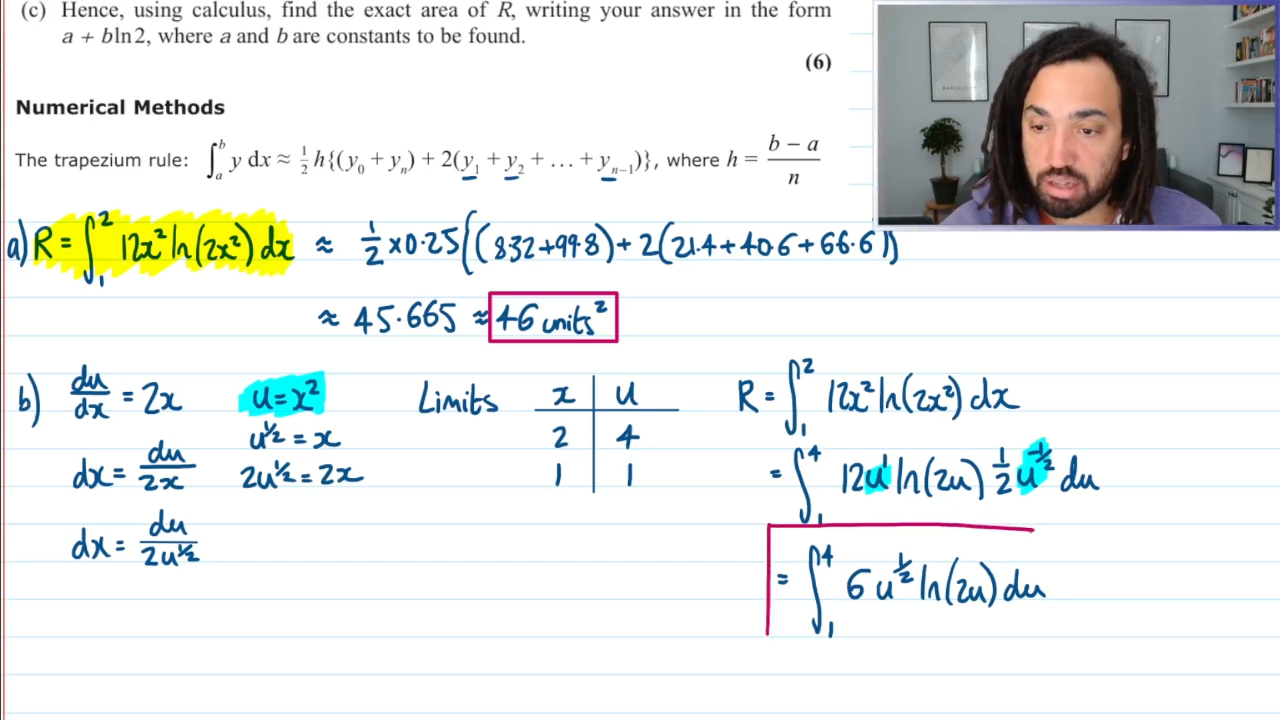 (c) Hence, using calculus, find the exact area of R, writing your answer in the form
a + bln2, where a and b are constants to be found.
(6)
Numerical Methods
The trapezium rule: ∫ₐᵇ y dx ≈ ½ h{(y₀ + yₙ) + 2(y₁ + y₂ + … + yₙ₋₁)}, where h = (b − a)/n
a) R = ∫₁² 12x² ln(2x²) dx ≈ ½ × 0.25((8.32+99.8) + 2(21.4+40.6+66.6))
≈ 45.665 ≈ 46 units²
b) du/dx = 2x
dx = du/2x
dx = du/2u^½
u = x²
u^½ = x
2u^½ = 2x
Limits
x | u
2 | 4
1 | 1
R = ∫₁² 12x² ln(2x²) dx
= ∫₁⁴ 12u¹ ln(2u) ½ u^-½ du
= ∫₁⁴ 6u^½ ln(2u) du